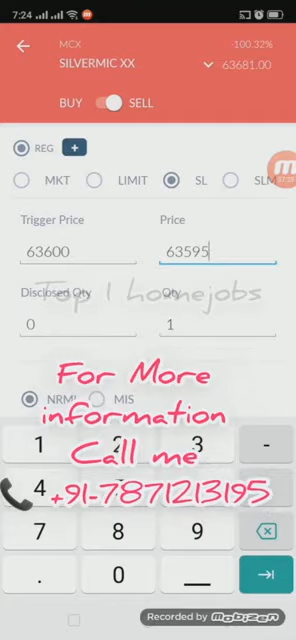 7:24
MCX
-100.32%
SILVERMIC XX
63681.00
BUY SELL
REG +
MKT LIMIT SL SLM
Trigger Price Price
63600 63595
Disclosed Qty Qty
Top 1 homejobs
0 1
For More
NRML MIS
information
1 2 3 -
Call me
4
+91-7871213195
7 8 9
. 0
Recorded by MOBIZEN